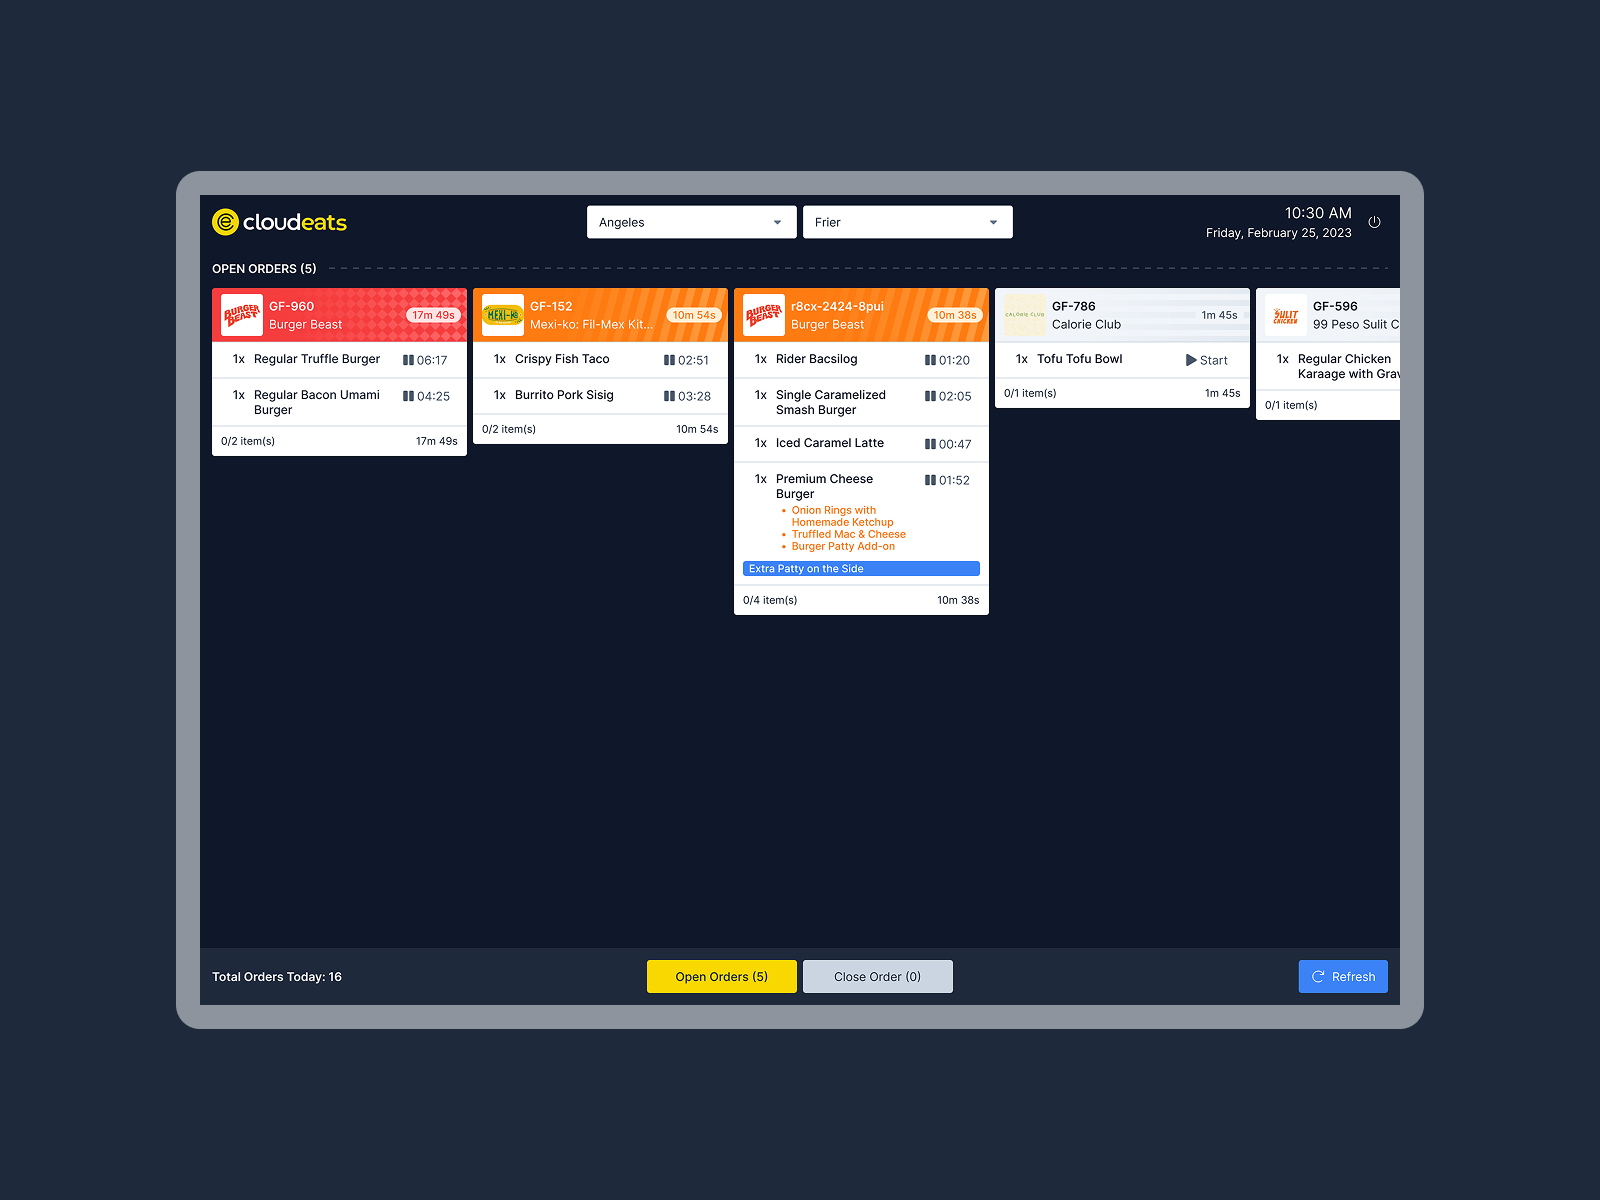 cloudeats
Angeles
Frier
10:30 AM
Friday, February 25, 2023
OPEN ORDERS (5)
BURGER
BEAST
GF-960
Burger Beast
17m 49s
1x Regular Truffle Burger 06:17
1x Regular Bacon Umami
Burger
04:25
0/2 item(s) 17m 49s
MEXI-KO
GF-152
Mexi-ko: Fil-Mex Kit...
10m 54s
1x Crispy Fish Taco 02:51
1x Burrito Pork Sisig 03:28
0/2 item(s) 10m 54s
BURGER
BEAST
r8cx-2424-8pui
Burger Beast
10m 38s
1x Rider Bacsilog 01:20
1x Single Caramelized
Smash Burger
02:05
1x Iced Caramel Latte 00:47
1x Premium Cheese
Burger
01:52
• Onion Rings with
Homemade Ketchup
• Truffled Mac & Cheese
• Burger Patty Add-on
Extra Patty on the Side
0/4 item(s) 10m 38s
CALORIE CLUB
GF-786
Calorie Club
1m 45s
1x Tofu Tofu Bowl Start
0/1 item(s) 1m 45s
SULIT
CHICKEN
GF-596
99 Peso Sulit C
1x Regular Chicken
Karaage with Grav
0/1 item(s)
Total Orders Today: 16
Open Orders (5)
Close Order (0)
Refresh